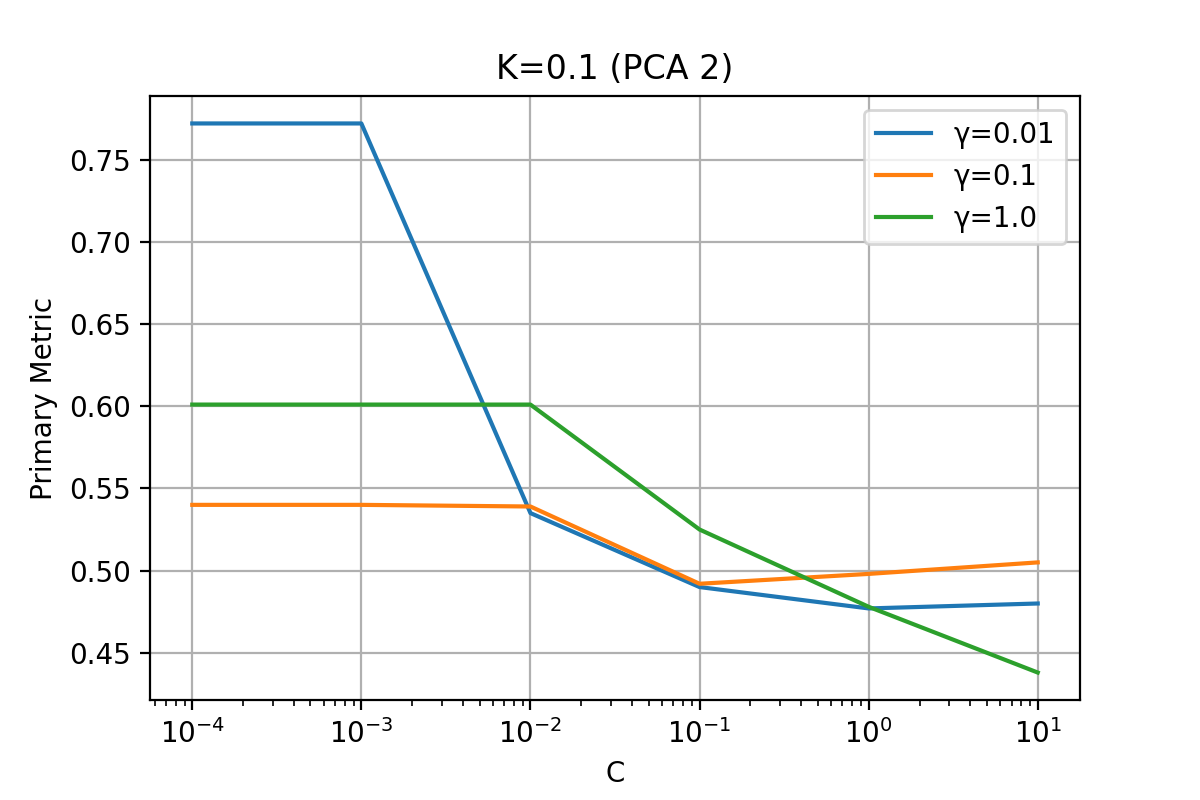 K=0.1 (PCA 2)
Primary Metric
0.75
0.70
0.65
0.60
0.55
0.50
0.45
γ=0.01
γ=0.1
γ=1.0
10⁻⁴ 10⁻³ 10⁻² 10⁻¹ 10⁰ 10¹
C